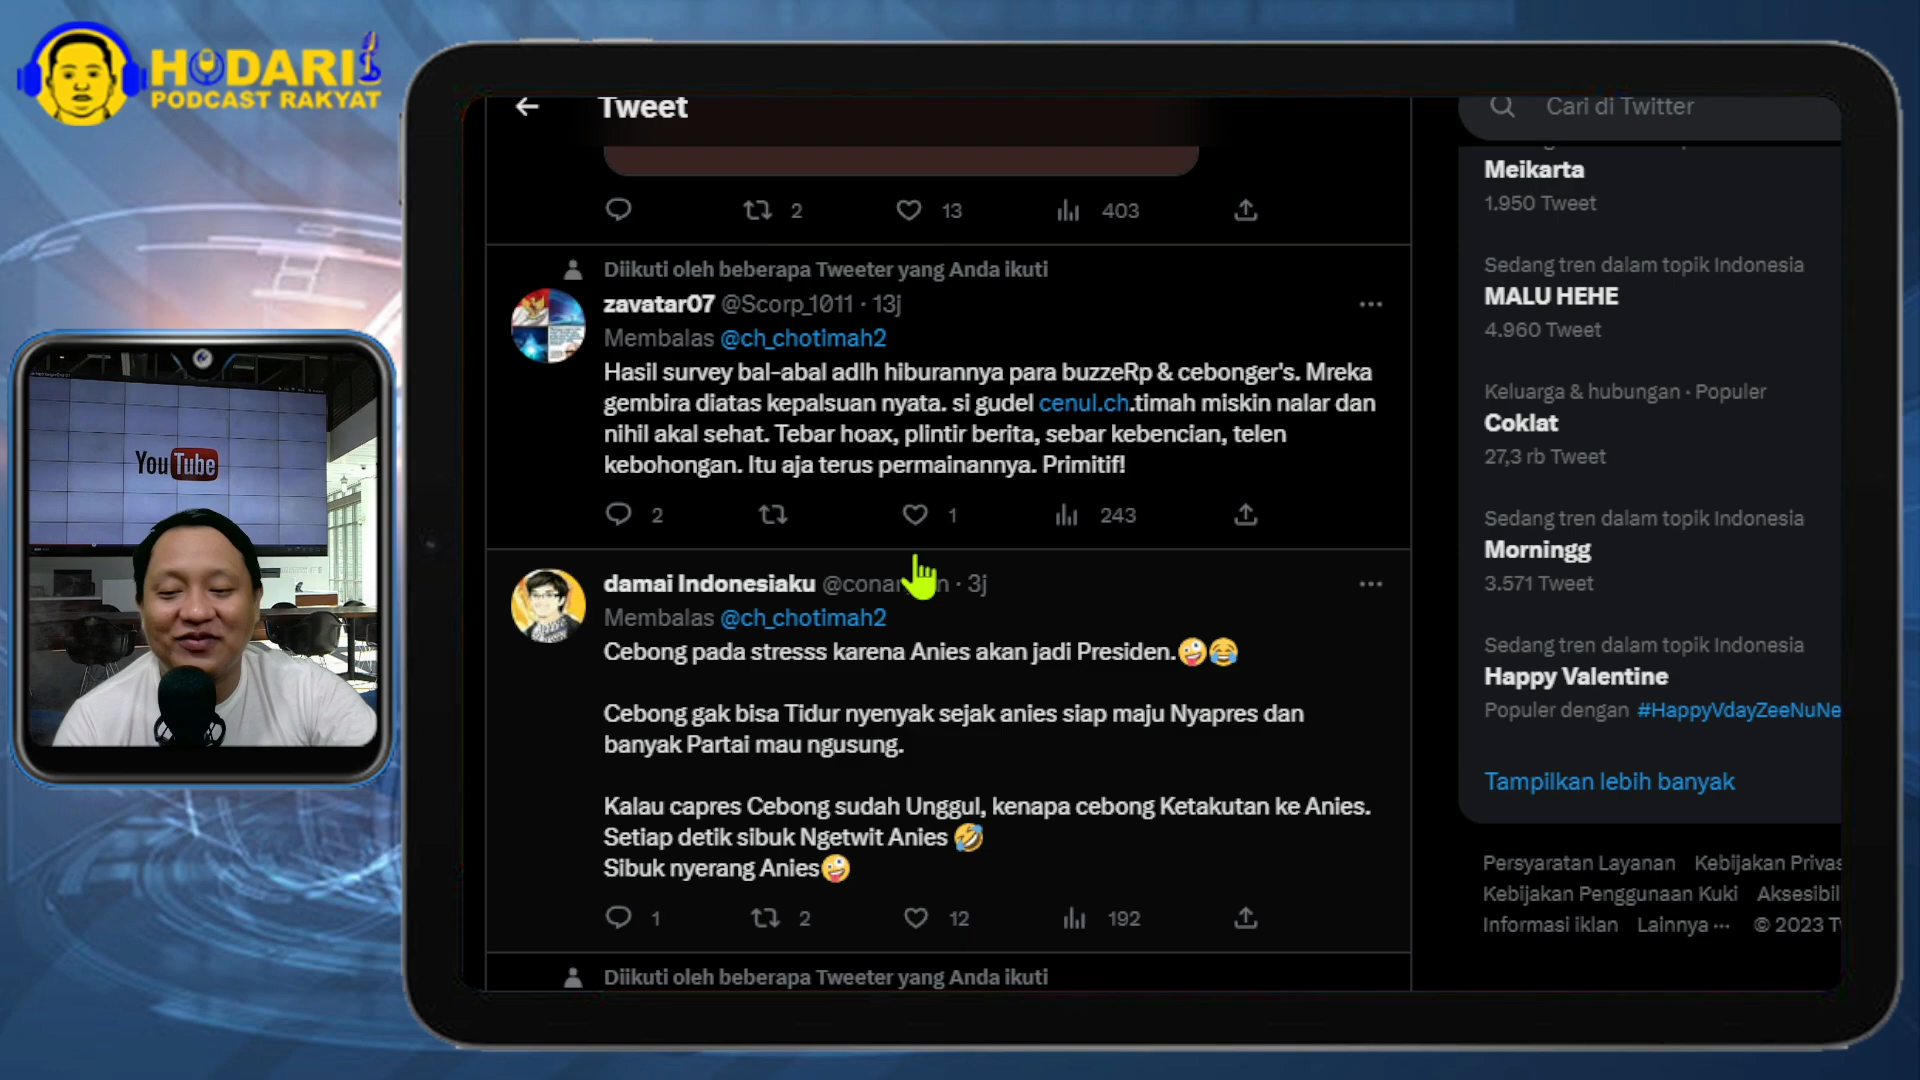 HODARI
PODCAST RAKYAT
YouTube
Tweet
2 13 403
Diikuti oleh beberapa Tweeter yang Anda ikuti
zavatar07 @Scorp_1011 · 13j
Membalas @ch_chotimah2
Hasil survey bal-abal adlh hiburannya para buzzeRp & cebonger's. Mreka
gembira diatas kepalsuan nyata. si gudel cenul.ch.timah miskin nalar dan
nihil akal sehat. Tebar hoax, plintir berita, sebar kebencian, telen
kebohongan. Itu aja terus permainannya. Primitif!
2 1 243
damai Indonesiaku · 3j
Membalas @ch_chotimah2
Cebong pada stresss karena Anies akan jadi Presiden.🤪😂
Cebong gak bisa Tidur nyenyak sejak anies siap maju Nyapres dan
banyak Partai mau ngusung.
Kalau capres Cebong sudah Unggul, kenapa cebong Ketakutan ke Anies.
Setiap detik sibuk Ngetwit Anies 🤣
Sibuk nyerang Anies🤪
1 2 12 192
Diikuti oleh beberapa Tweeter yang Anda ikuti
Cari di Twitter
Meikarta
1.950 Tweet
Sedang tren dalam topik Indonesia
MALU HEHE
4.960 Tweet
Keluarga & hubungan · Populer
Coklat
27,3 rb Tweet
Sedang tren dalam topik Indonesia
Morningg
3.571 Tweet
Sedang tren dalam topik Indonesia
Happy Valentine
Populer dengan #HappyVdayZeeNuNe
Tampilkan lebih banyak
Persyaratan Layanan Kebijakan Privas
Kebijakan Penggunaan Kuki Aksesibil
Informasi iklan Lainnya ··· © 2023 Tw